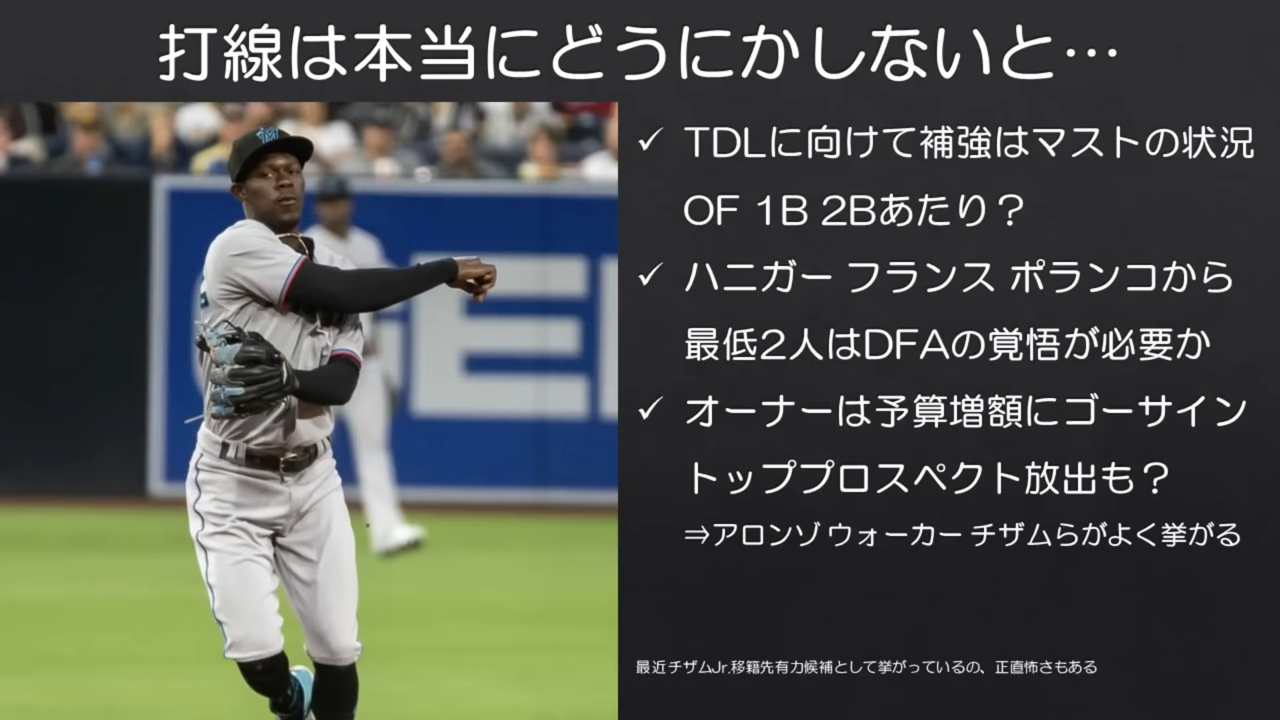 打線は本当にどうにかしないと…
✓ TDLに向けて補強はマストの状況
OF 1B 2Bあたり？
✓ ハニガー フランス ポランコから
最低2人はDFAの覚悟が必要か
✓ オーナーは予算増額にゴーサイン
トッププロスペクト放出も？
⇒アロンゾ ウォーカー チザムらがよく挙がる
最近チザムJr.移籍先有力候補として挙がっているの、正直怖さもある